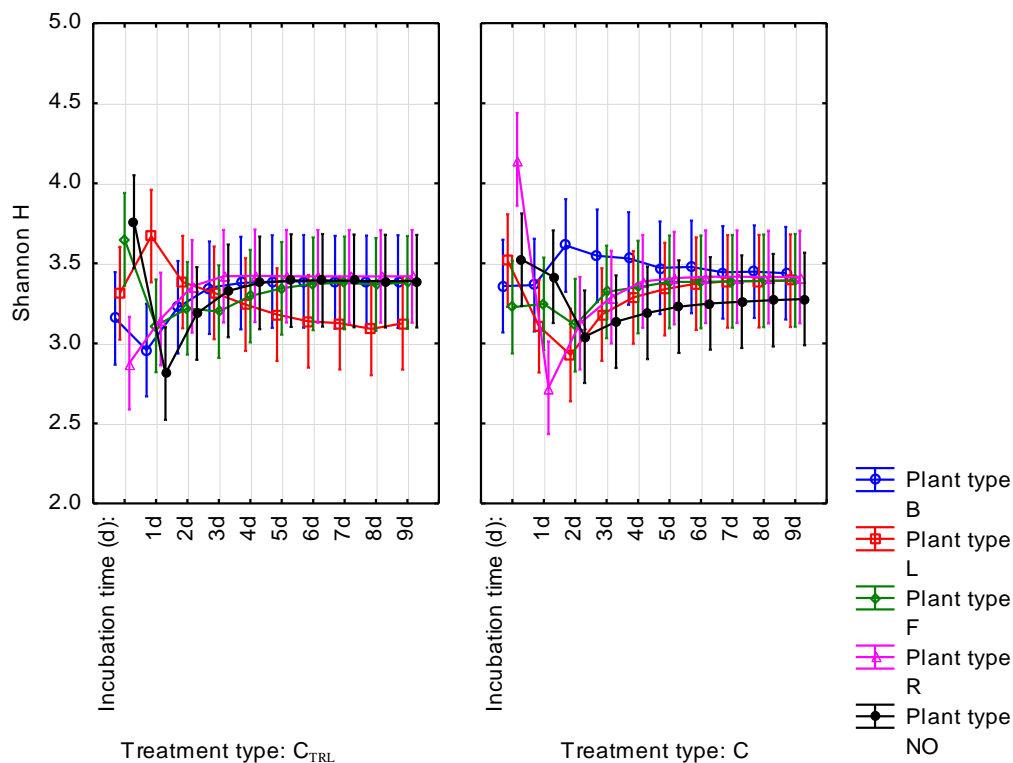 Shannon H
5.0
4.5
4.0
3.5
3.0
2.5
2.0
Incubation time (d):
1d
2d
3d
4d
5d
6d
7d
8d
9d
Treatment type: CTRL
Incubation time (d):
1d
2d
3d
4d
5d
6d
7d
8d
9d
Treatment type: C
Plant type
B
Plant type
L
Plant type
F
Plant type
R
Plant type
NO